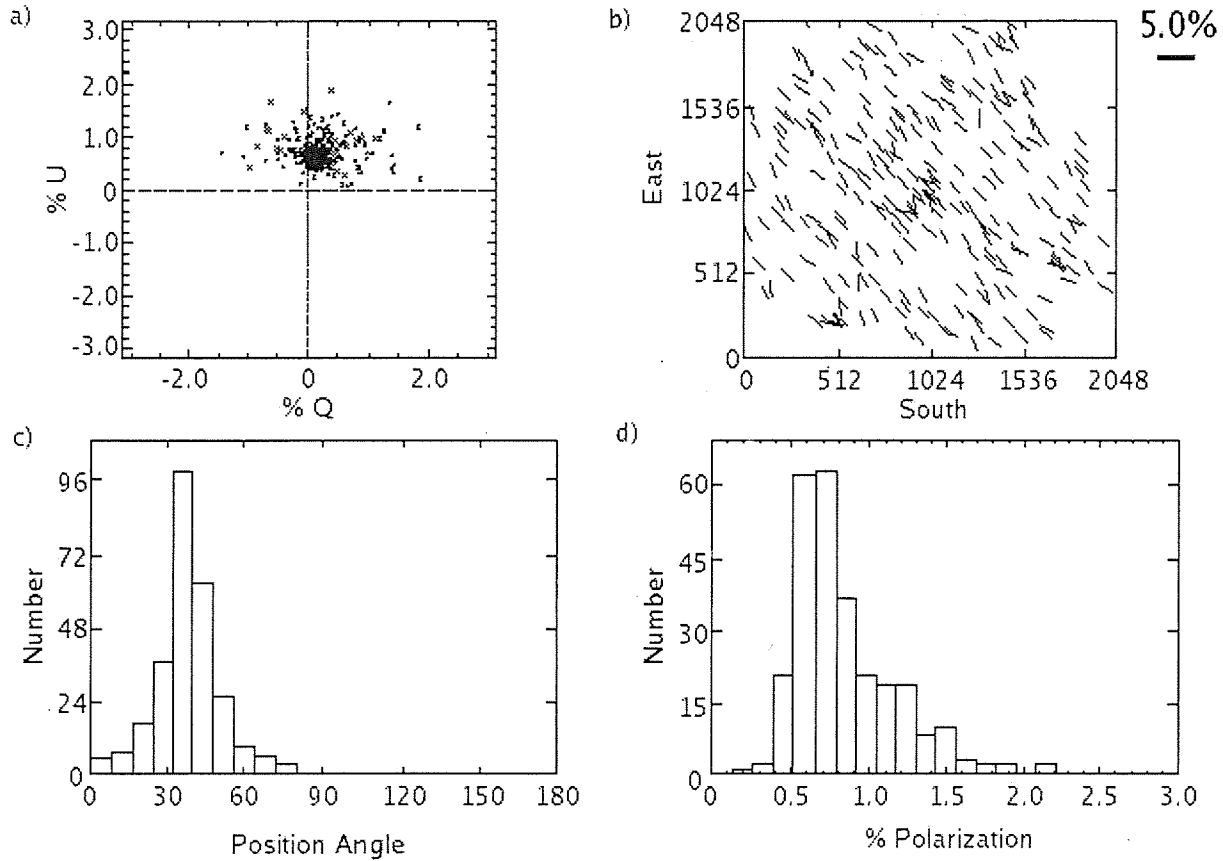 a)
3.0
2.0
1.0
0
-1.0
-2.0
-3.0
% U
-2.0 0 2.0
% Q
b)
5.0%
2048
1536
1024
512
0
East
0 512 1024 1536 2048
South
c)
96
72
48
24
0
Number
0 30 60 90 120 150 180
Position Angle
d)
60
45
30
15
0
Number
0 0.5 1.0 1.5 2.0 2.5 3.0
% Polarization